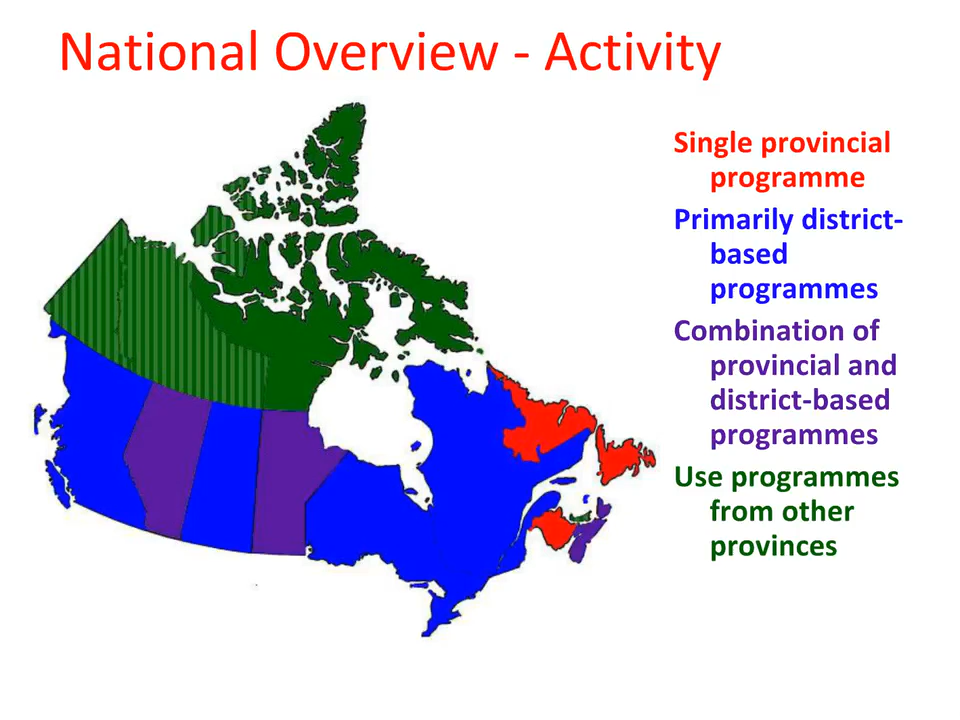 National Overview - Activity
Single provincial
programme
Primarily district-
based
programmes
Combination of
provincial and
district-based
programmes
Use programmes
from other
provinces